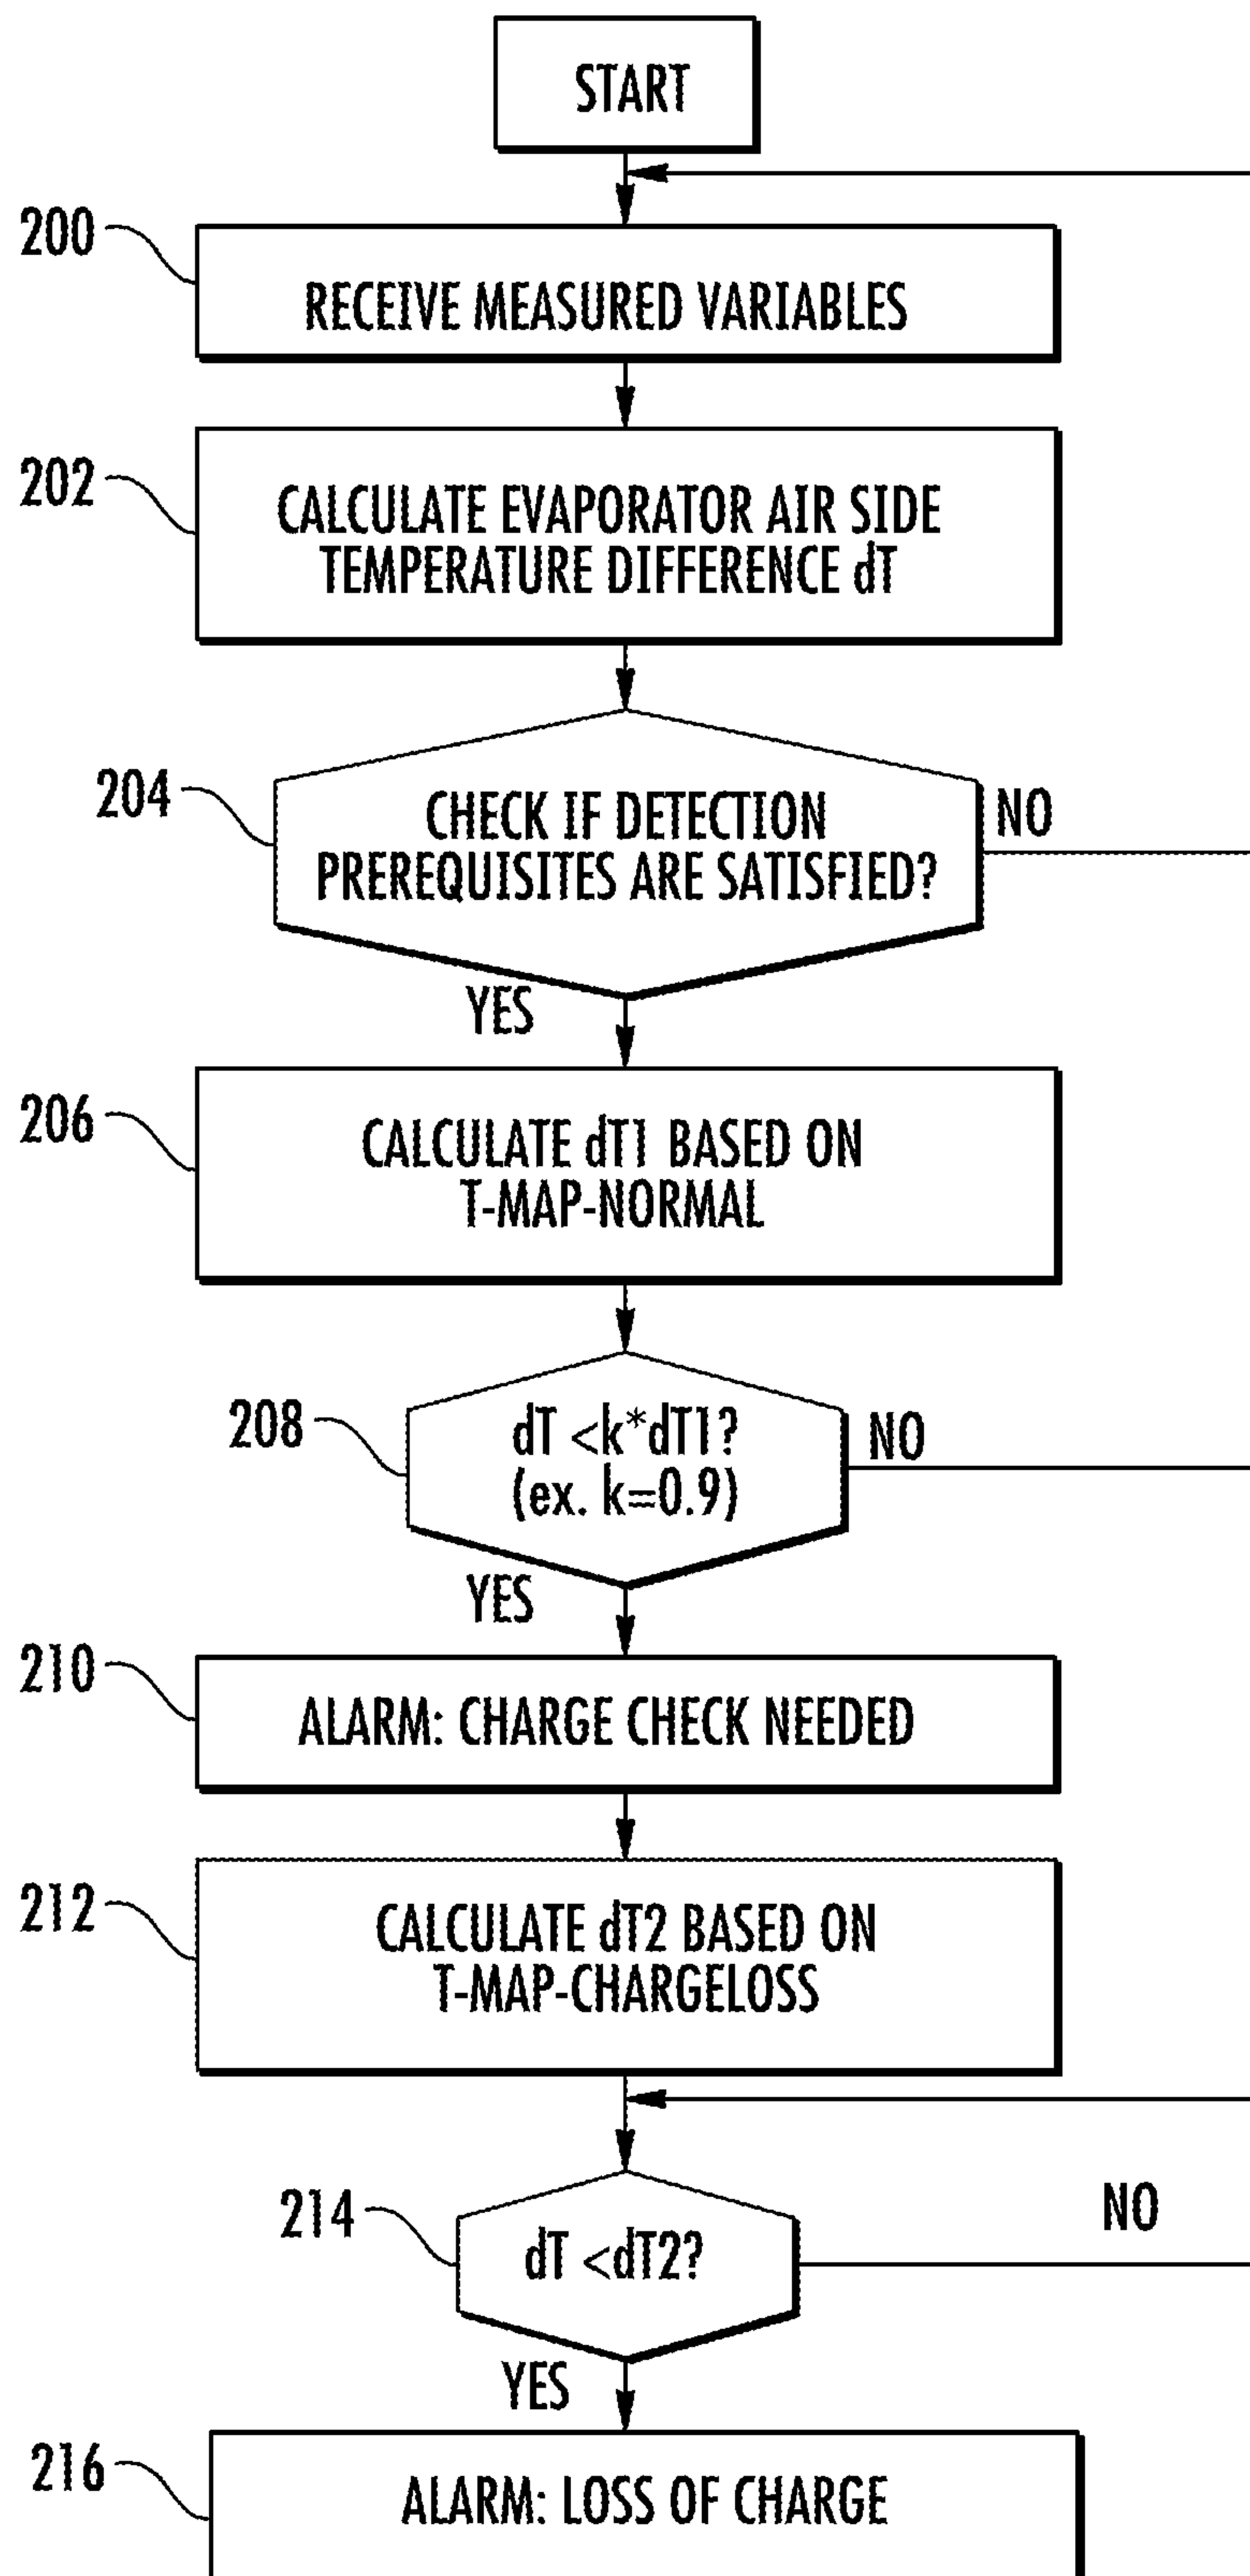 START
200
RECEIVE MEASURED VARIABLES
202
CALCULATE EVAPORATOR AIR SIDE
TEMPERATURE DIFFERENCE dT
204
CHECK IF DETECTION
PREREQUISITES ARE SATISFIED?
NO
YES
206
CALCULATE dT1 BASED ON
T-MAP-NORMAL
208
dT <k*dT1?
(ex. k=0.9)
NO
YES
210
ALARM: CHARGE CHECK NEEDED
212
CALCULATE dT2 BASED ON
T-MAP-CHARGELOSS
214
dT <dT2?
NO
YES
216
ALARM: LOSS OF CHARGE